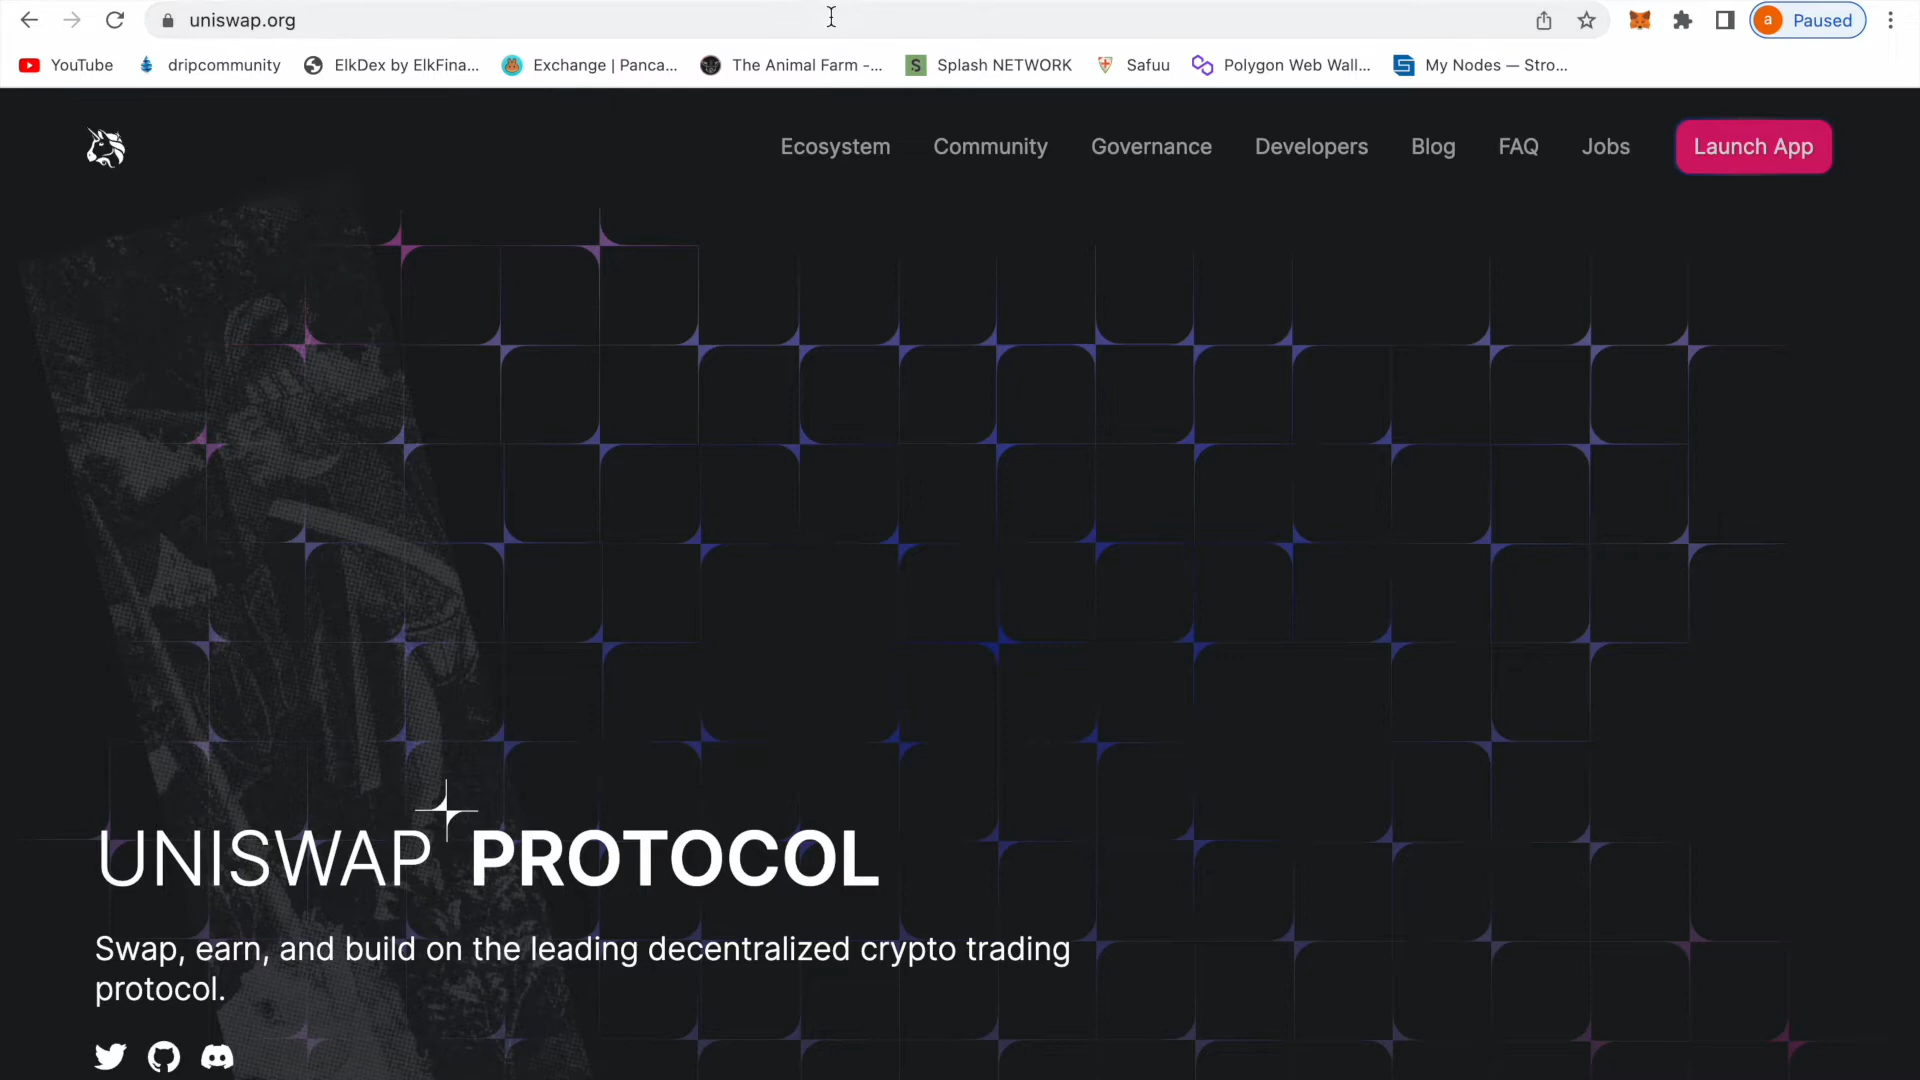 uniswap.org
a Paused
YouTube dripcommunity ElkDex by ElkFina... Exchange | Panca... The Animal Farm -... S Splash NETWORK Safuu Polygon Web Wall... My Nodes — Stro...
Ecosystem Community Governance Developers Blog FAQ Jobs Launch App
UNISWAP PROTOCOL
Swap, earn, and build on the leading decentralized crypto trading
protocol.